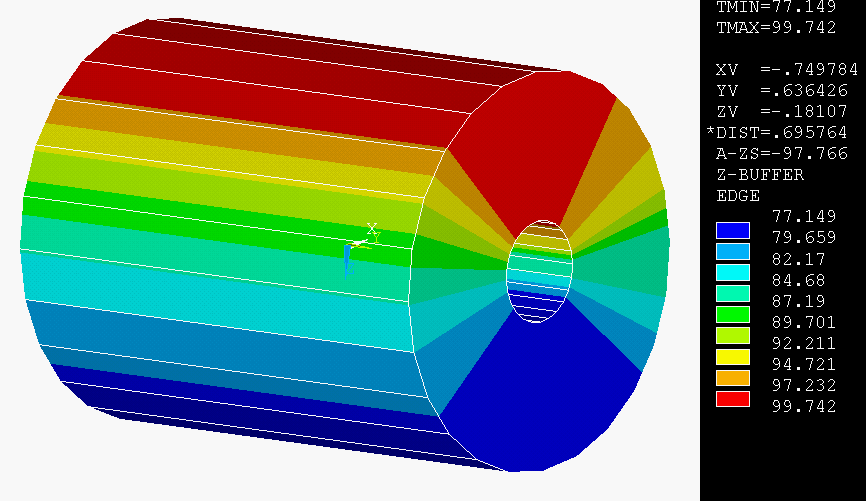 TMIN=77.149
TMAX=99.742
XV =-.749784
YV =.636426
ZV =-.18107
*DIST=.695764
A-ZS=-97.766
Z-BUFFER
EDGE
77.149
79.659
82.17
84.68
87.19
89.701
92.211
94.721
97.232
99.742
X
Y